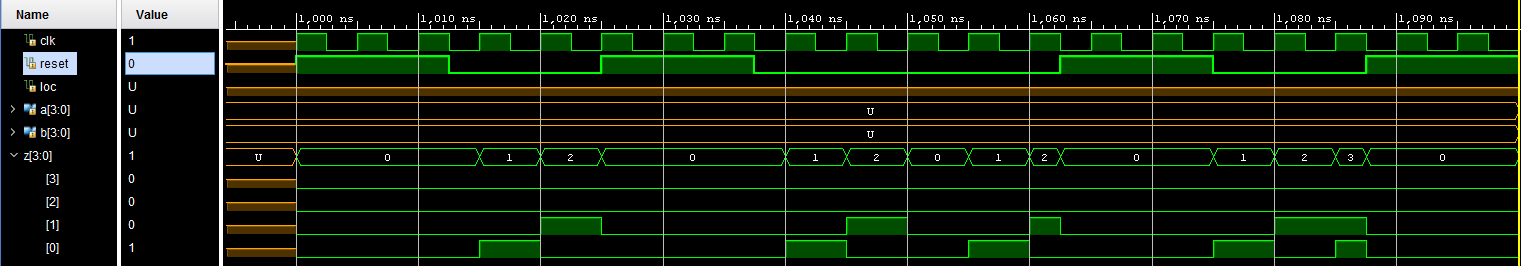 Name Value 1,000 ns 1,010 ns 1,020 ns 1,030 ns 1,040 ns 1,050 ns 1,060 ns 1,070 ns 1,080 ns 1,090 ns
clk 1
reset 0
loc U
a[3:0] U U
b[3:0] U U
z[3:0] 1 U 0 1 2 0 1 2 0 1 2 0 1 2 3 0
[3] 0
[2] 0
[1] 0
[0] 1